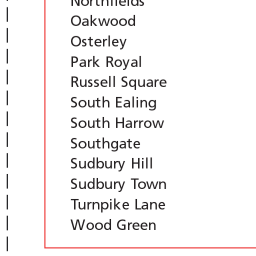 Northfields
Oakwood
Osterley
Park Royal
Russell Square
South Ealing
South Harrow
Southgate
Sudbury Hill
Sudbury Town
Turnpike Lane
Wood Green